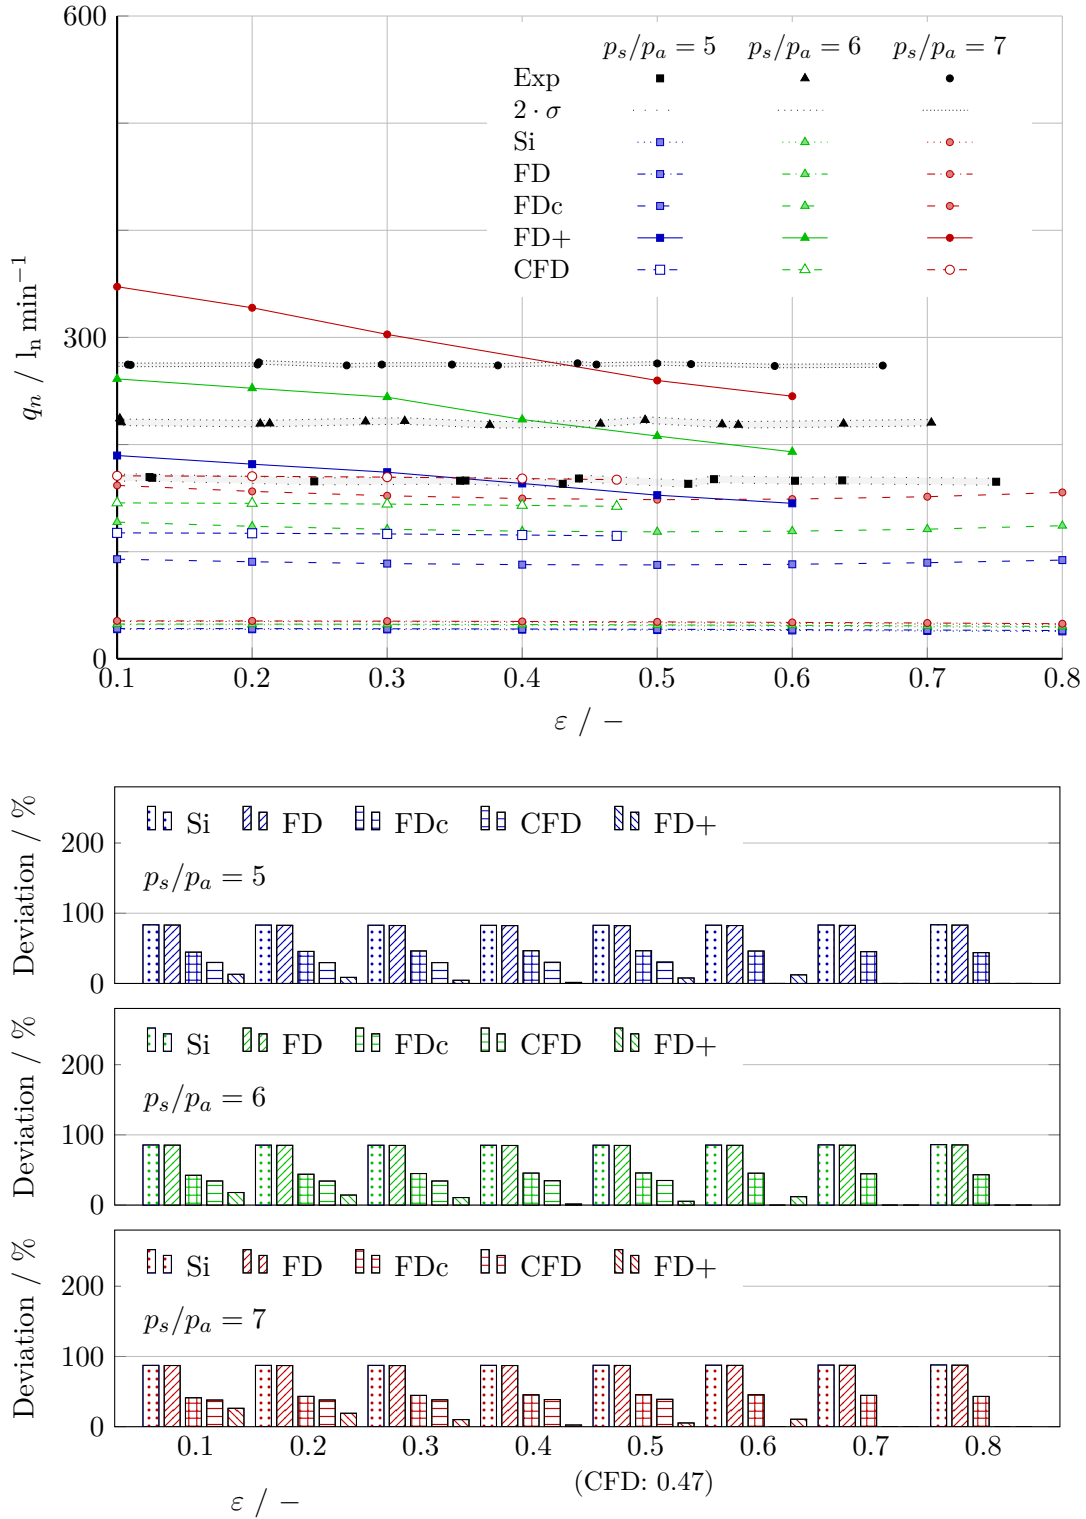 600
300
0
q_n / l_n min⁻¹
p_s/p_a = 5 p_s/p_a = 6 p_s/p_a = 7
Exp
2 · σ
Si
FD
FDc
FD+
CFD
0.1 0.2 0.3 0.4 0.5 0.6 0.7 0.8
ε / −
Deviation / %
200
100
0
Si FD FDc CFD FD+
p_s/p_a = 5
Deviation / %
200
100
0
Si FD FDc CFD FD+
p_s/p_a = 6
Deviation / %
200
100
0
Si FD FDc CFD FD+
p_s/p_a = 7
0.1 0.2 0.3 0.4 0.5 0.6 0.7 0.8
(CFD: 0.47)
ε / −